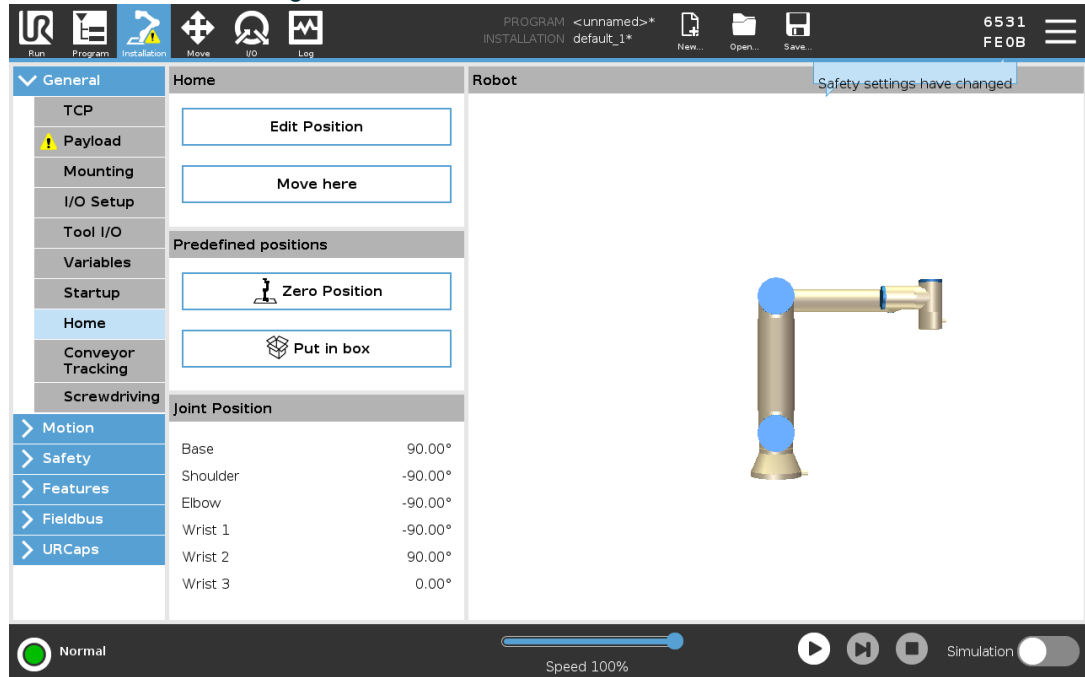 UR
PROGRAM <unnamed>*
INSTALLATION default_1*
6531
FE0B
Run Program Installation Move I/O Log New... Open... Save...
Safety settings have changed
General
TCP
Payload
Mounting
I/O Setup
Tool I/O
Variables
Startup
Home
Conveyor
Tracking
Screwdriving
Motion
Safety
Features
Fieldbus
URCaps
Home
Edit Position
Move here
Predefined positions
Zero Position
Put in box
Joint Position
Base 90.00°
Shoulder -90.00°
Elbow -90.00°
Wrist 1 -90.00°
Wrist 2 90.00°
Wrist 3 0.00°
Robot
Normal
Speed 100%
Simulation